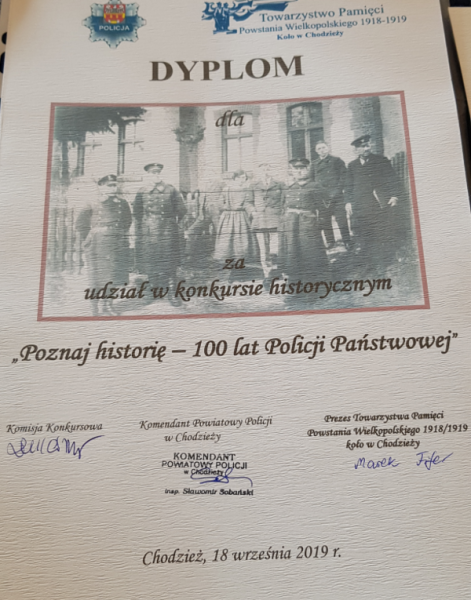 POLICJA
Towarzystwo Pamięci
Powstania Wielkopolskiego 1918-1919
Koło w Chodzieży
DYPLOM
dla
za
udział w konkursie historycznym
„Poznaj historię – 100 lat Policji Państwowej”
Komisja Konkursowa
Komendant Powiatowy Policji
w Chodzieży
KOMENDANT
POWIATOWY POLICJI
w Chodzieży
insp. Sławomir Sobański
Prezes Towarzystwa Pamięci
Powstania Wielkopolskiego 1918/1919
koło w Chodzieży
Marek
Chodzież, 18 września 2019 r.